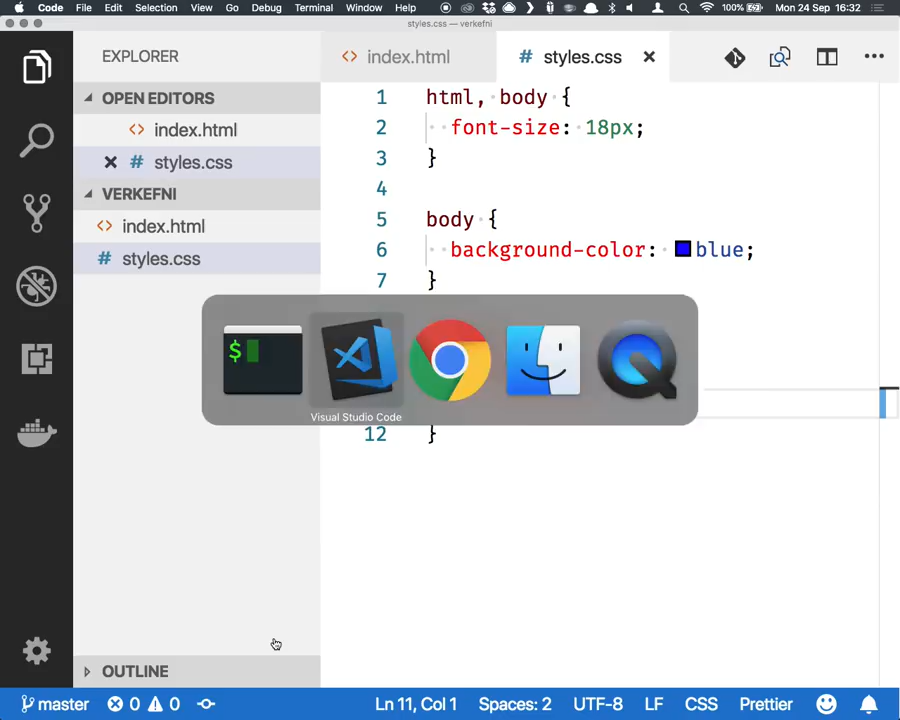 Code File Edit Selection View Go Debug Terminal Window Help 100% Mon 24 Sep 16:32
styles.css — verkefni
EXPLORER
OPEN EDITORS
<> index.html
# styles.css
VERKEFNI
<> index.html
# styles.css
OUTLINE
<> index.html
# styles.css
1 html, body {
2 font-size: 18px;
3 }
4
5 body {
6 background-color: blue;
7 }
12 }
$
Visual Studio Code
master 0 0 Ln 11, Col 1 Spaces: 2 UTF-8 LF CSS Prettier